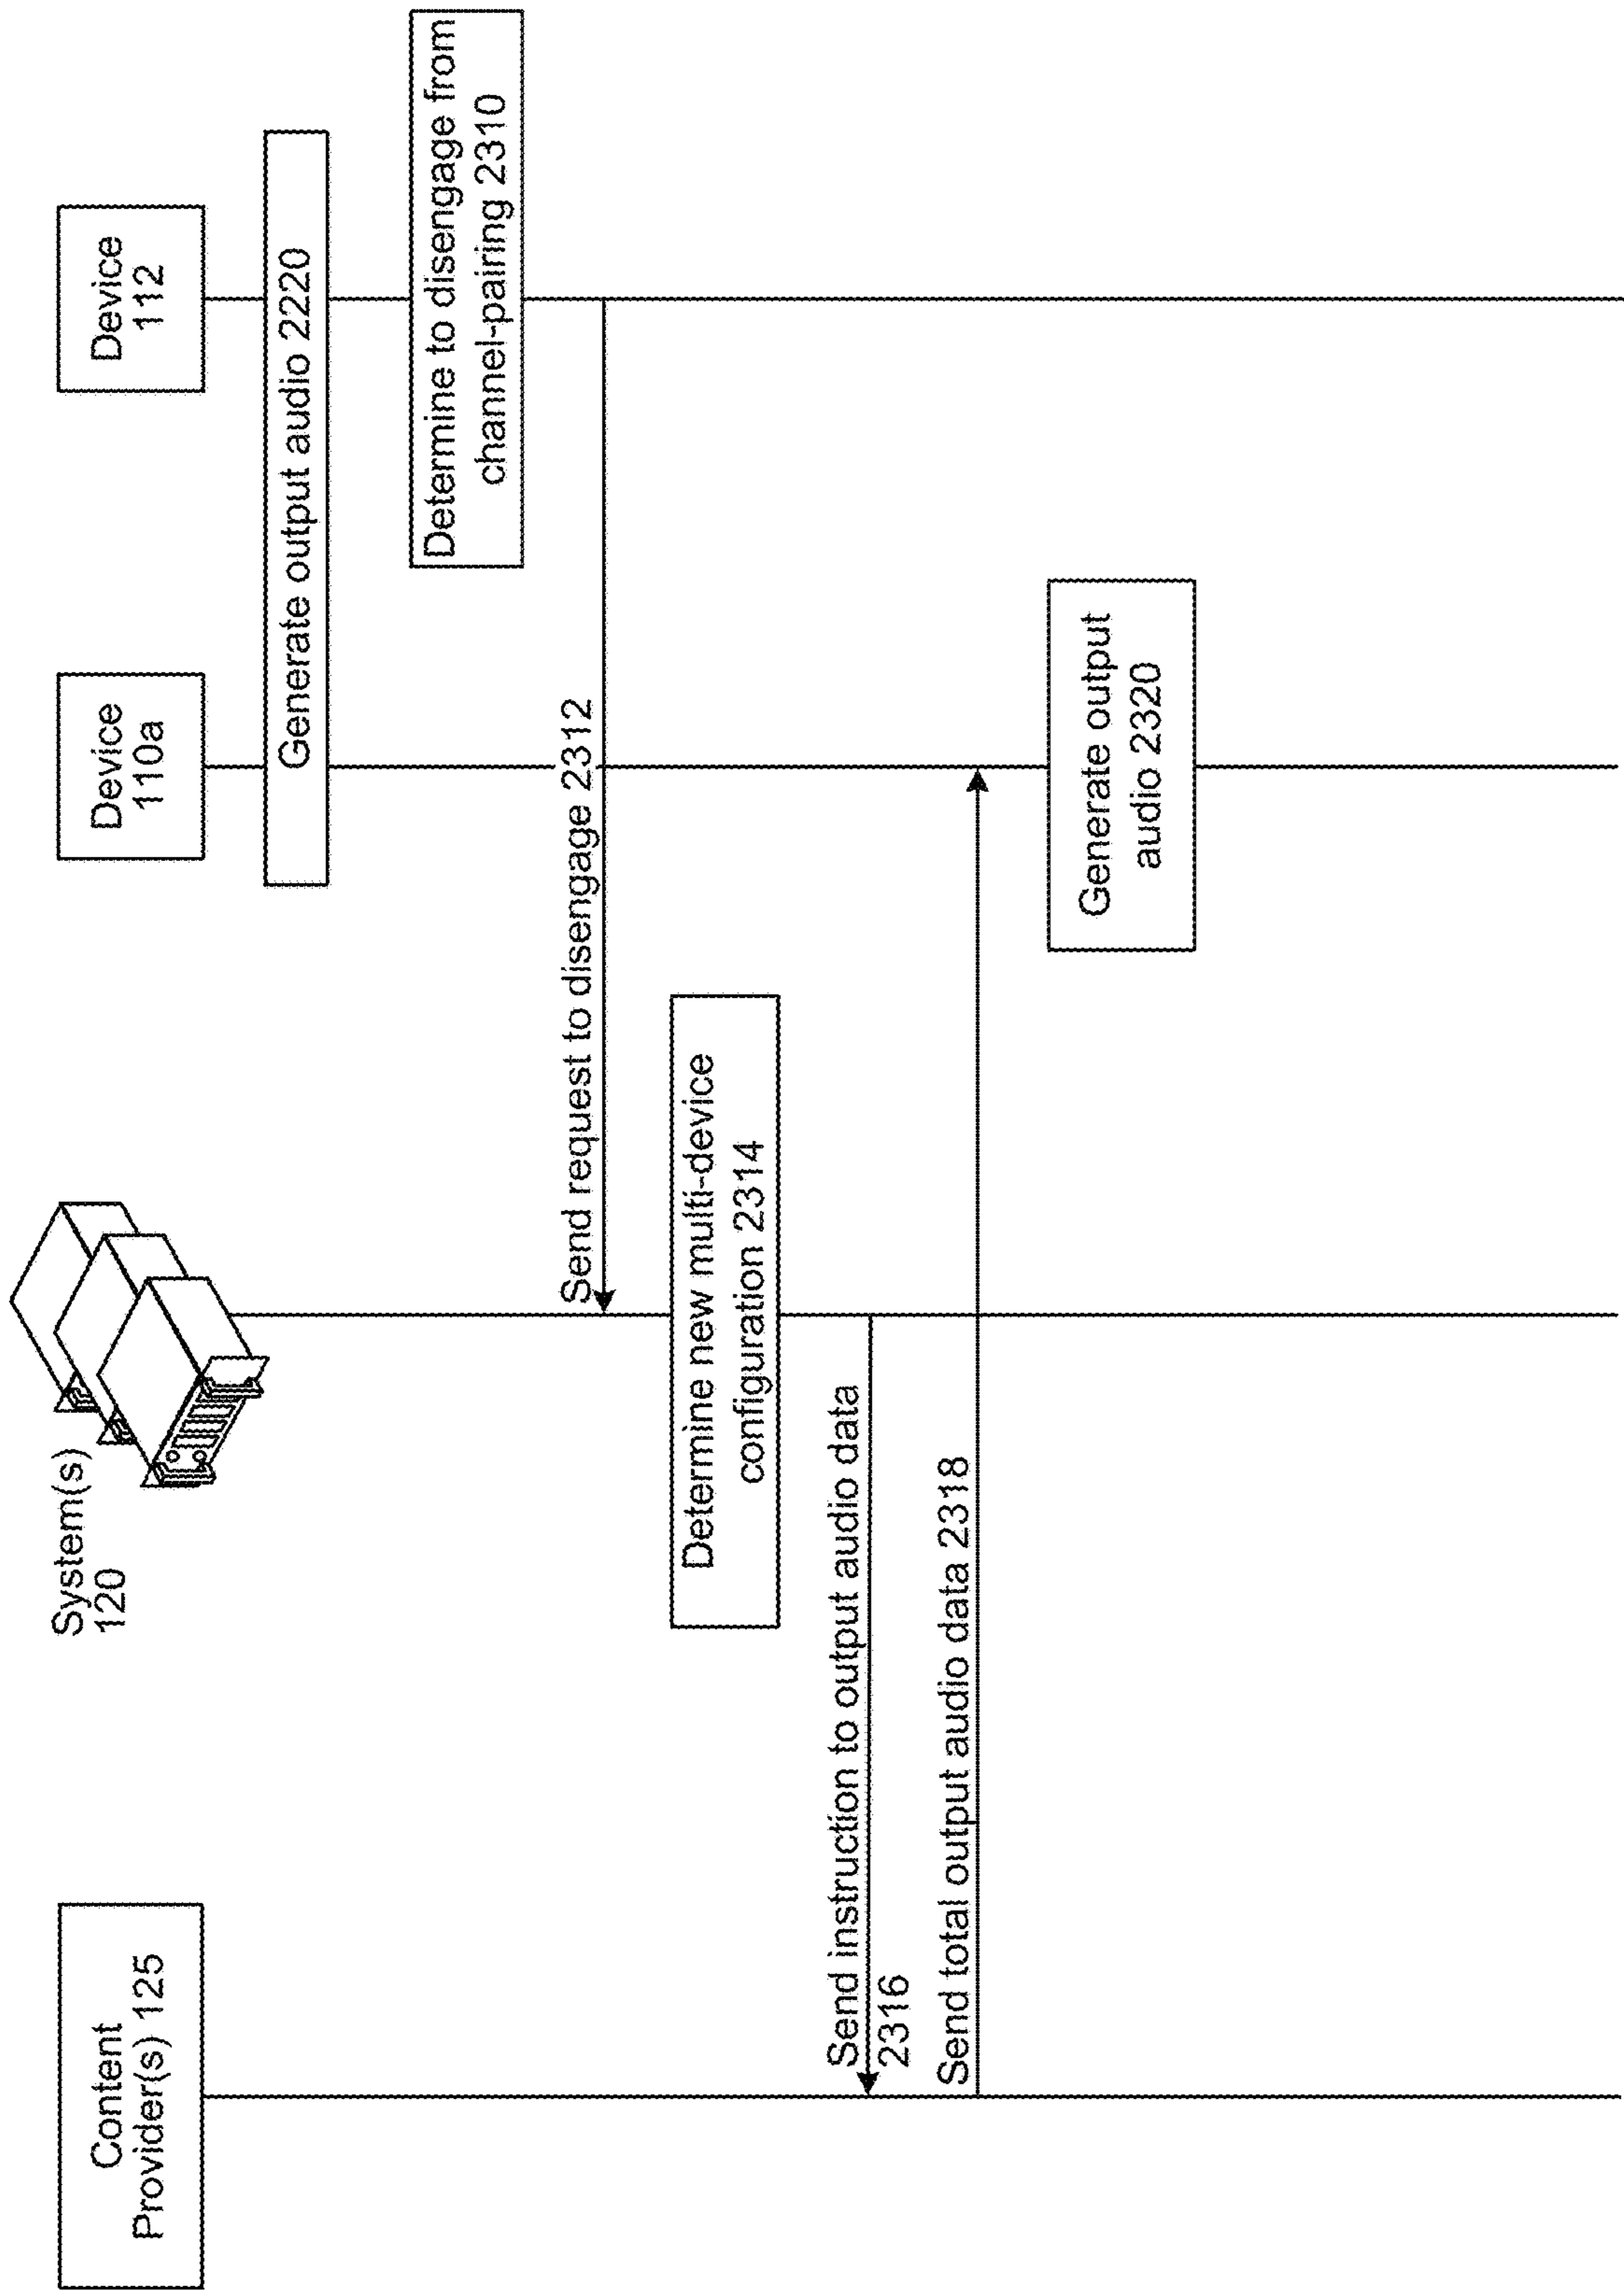 Content
Provider(s) 125
System(s)
120
Device
110a
Device
112
Generate output audio 2220
Determine to disengage from
channel-pairing 2310
Send request to disengage 2312
Determine new multi-device
configuration 2314
Send instruction to output audio data
2316
Send total output audio data 2318
Generate output
audio 2320